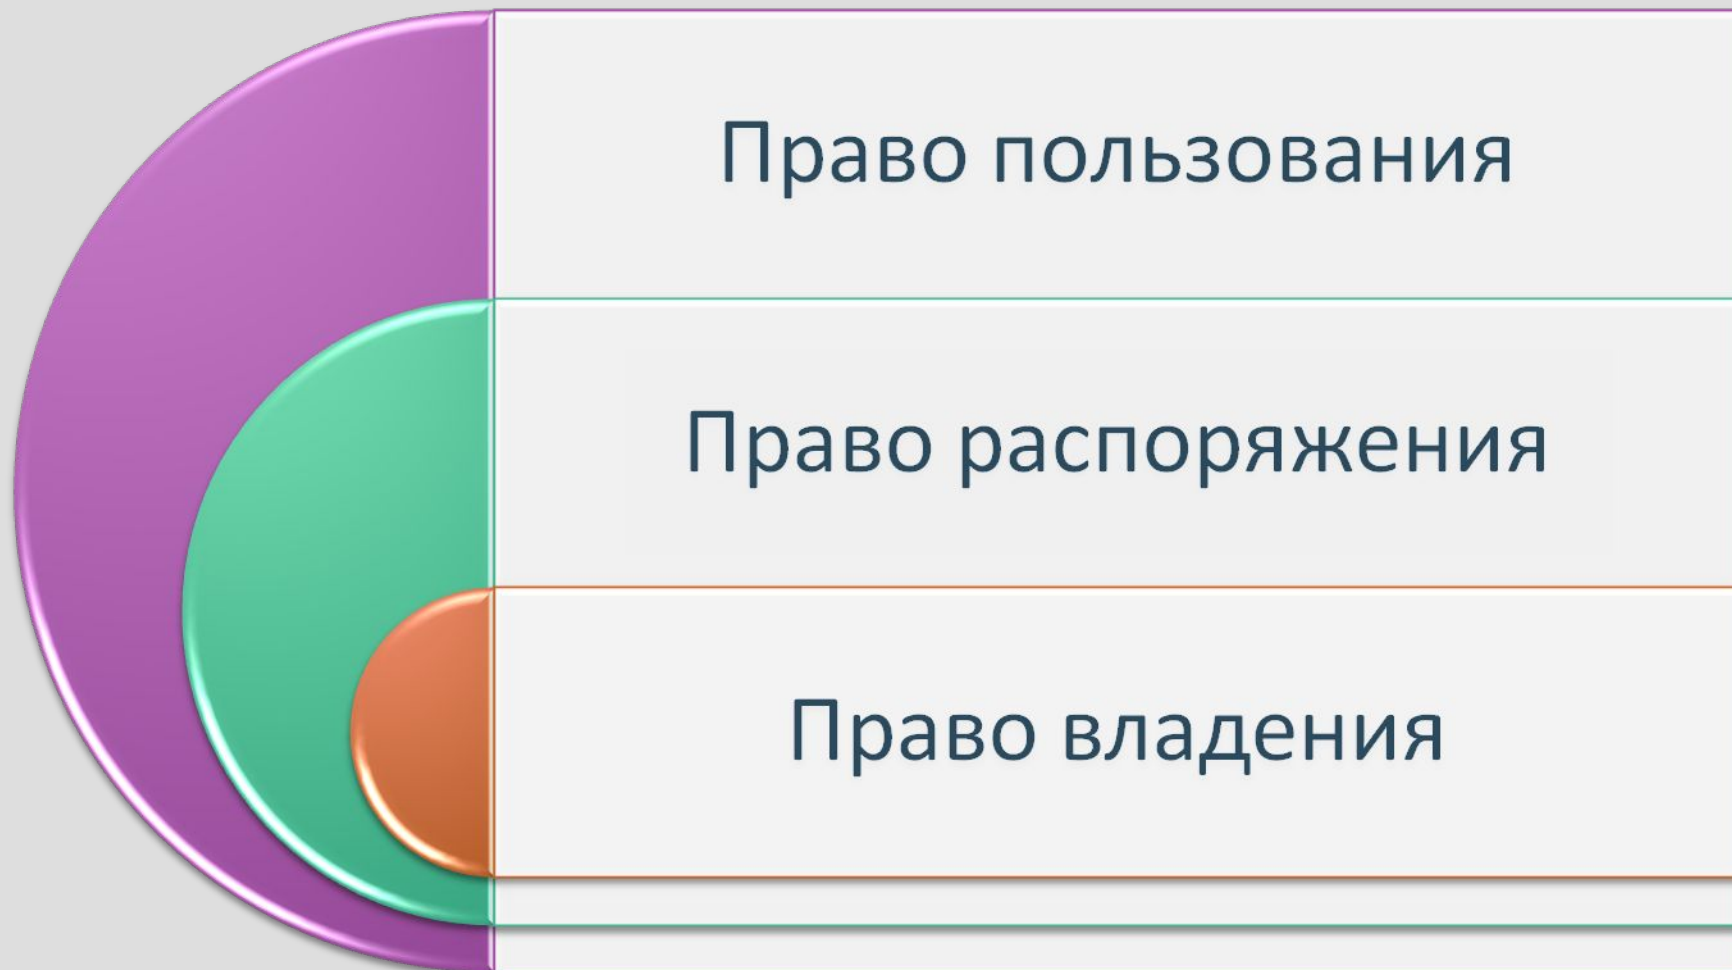 Право пользования
Право распоряжения
Право владения